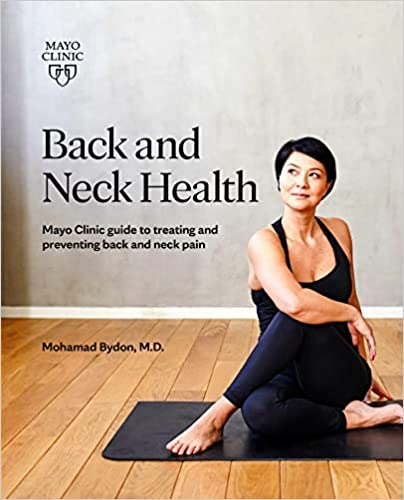 MAYO
CLINIC
Back and
Neck Health
Mayo Clinic guide to treating and
preventing back and neck pain
Mohamad Bydon, M.D.